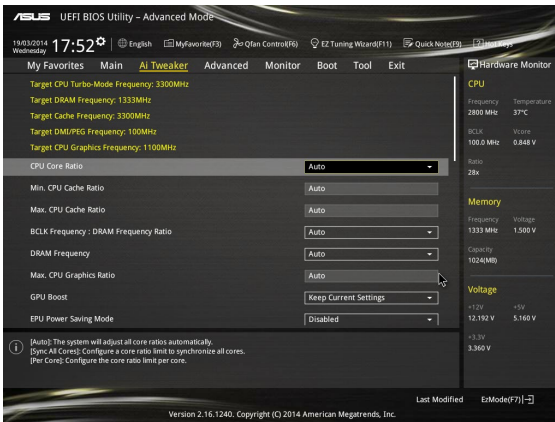 ASUS UEFI BIOS Utility – Advanced Mode
19/03/2014 Wednesday 17:52 English MyFavorite(F3) Qfan Control(F6) EZ Tuning Wizard(F11) Quick Note(F9) Hot Keys
My Favorites Main Ai Tweaker Advanced Monitor Boot Tool Exit
Target CPU Turbo-Mode Frequency: 3300MHz
Target DRAM Frequency: 1333MHz
Target Cache Frequency: 3300MHz
Target DMI/PEG Frequency: 100MHz
Target CPU Graphics Frequency: 1100MHz
CPU Core Ratio Auto
Min. CPU Cache Ratio Auto
Max. CPU Cache Ratio Auto
BCLK Frequency : DRAM Frequency Ratio Auto
DRAM Frequency Auto
Max. CPU Graphics Ratio Auto
GPU Boost Keep Current Settings
EPU Power Saving Mode Disabled
[Auto]: The system will adjust all core ratios automatically.
[Sync All Cores]: Configure a core ratio limit to synchronize all cores.
[Per Core]: Configure the core ratio limit per core.
Hardware Monitor
CPU
Frequency Temperature
2800 MHz 37°C
BCLK Vcore
100.0 MHz 0.848 V
Ratio
28x
Memory
Frequency Voltage
1333 MHz 1.500 V
Capacity
1024(MB)
Voltage
+12V +5V
12.192 V 5.160 V
+3.3V
3.360 V
Last Modified EzMode(F7)
Version 2.16.1240. Copyright (C) 2014 American Megatrends, Inc.